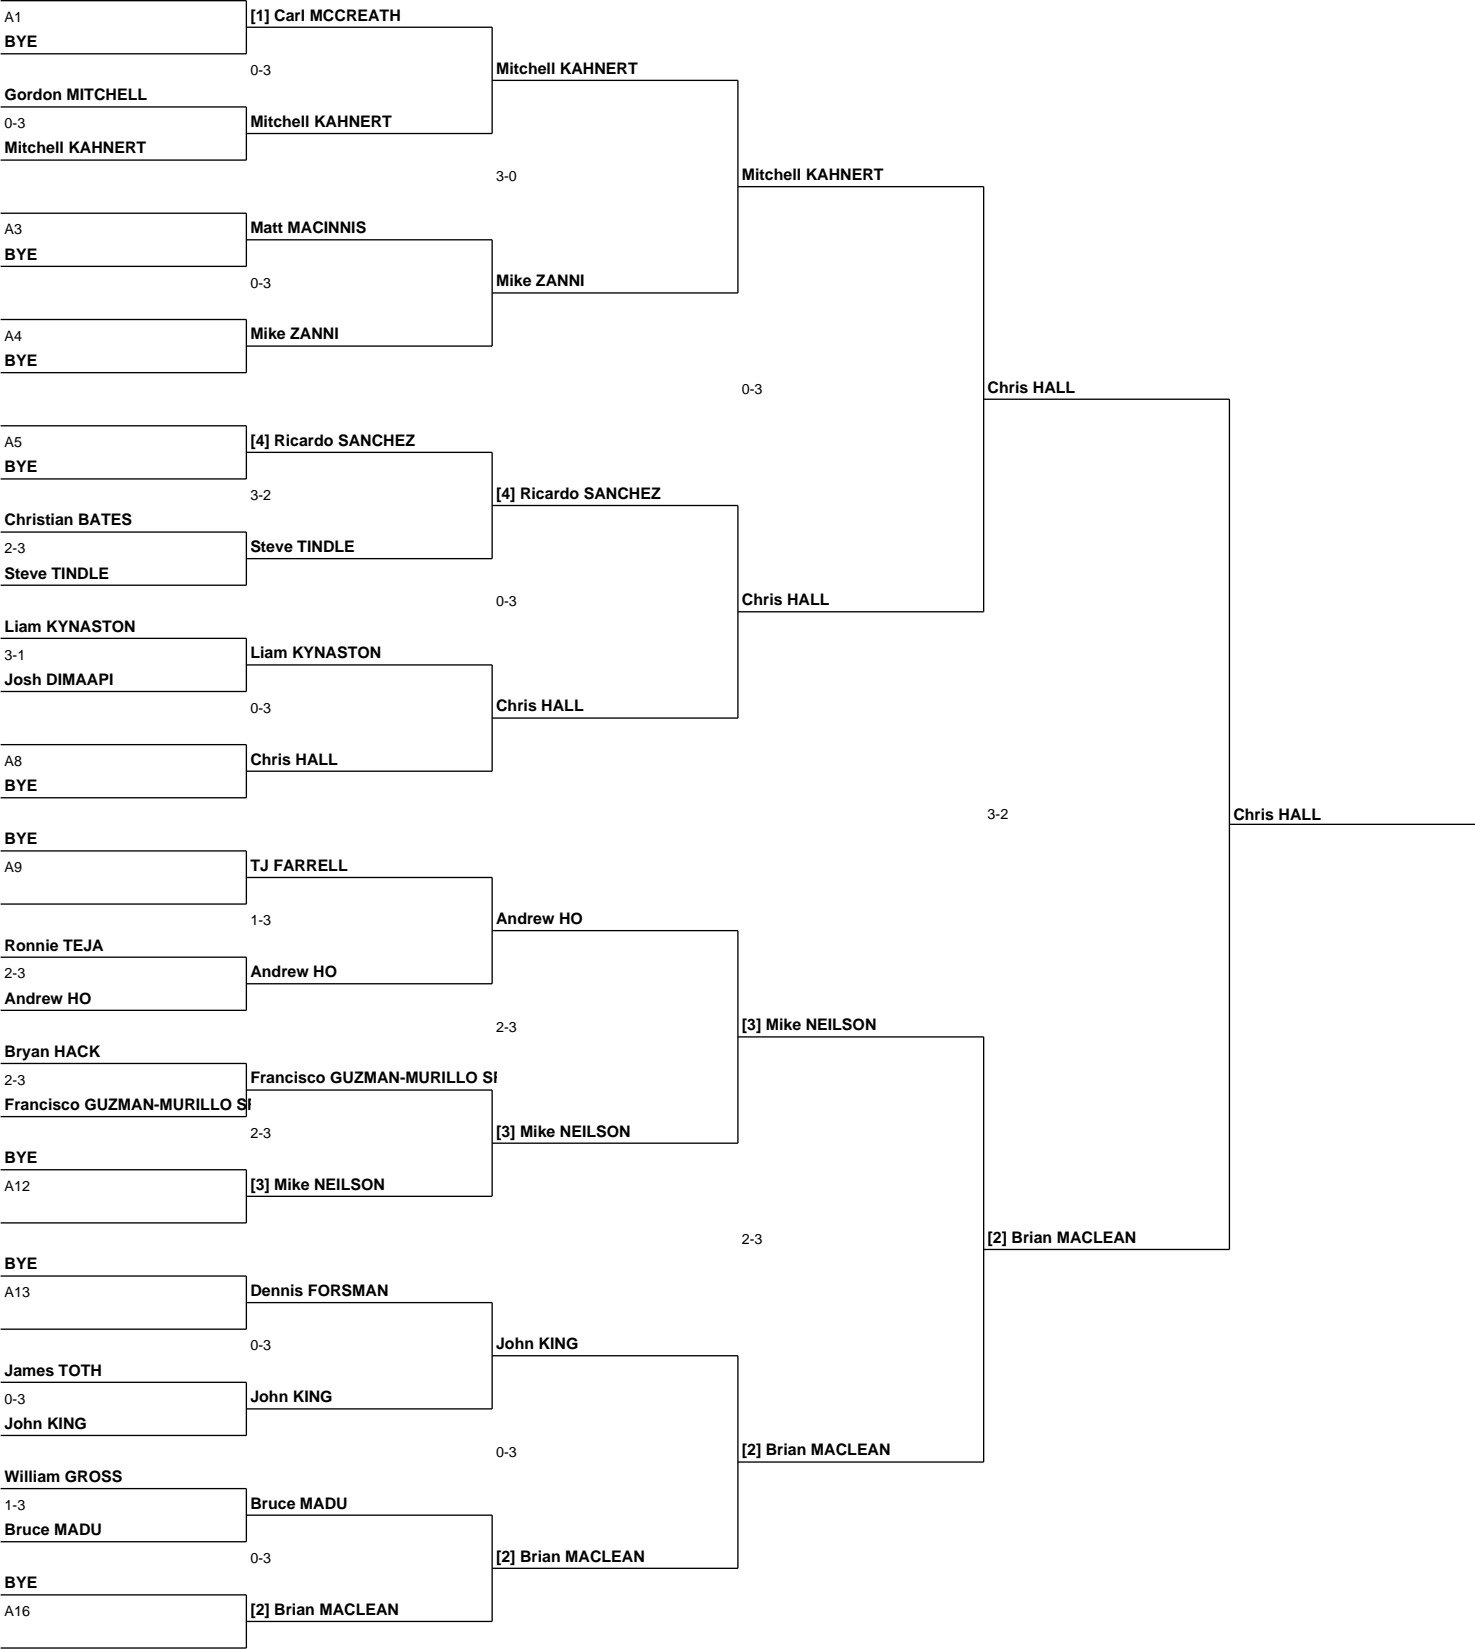 A1
BYE
[1] Carl MCCREATH
0-3
Gordon MITCHELL
0-3
Mitchell KAHNERT
Mitchell KAHNERT
Mitchell KAHNERT
3-0
A3
BYE
Matt MACINNIS
0-3
A4
BYE
Mike ZANNI
Mike ZANNI
Mitchell KAHNERT
0-3
A5
BYE
[4] Ricardo SANCHEZ
3-2
Christian BATES
2-3
Steve TINDLE
Steve TINDLE
[4] Ricardo SANCHEZ
0-3
Liam KYNASTON
3-1
Josh DIMAAPI
Liam KYNASTON
0-3
A8
BYE
Chris HALL
Chris HALL
Chris HALL
Chris HALL
3-2
Chris HALL
BYE
A9
TJ FARRELL
1-3
Ronnie TEJA
2-3
Andrew HO
Andrew HO
Andrew HO
2-3
Bryan HACK
2-3
Francisco GUZMAN-MURILLO
Francisco GUZMAN-MURILLO
2-3
BYE
A12
[3] Mike NEILSON
[3] Mike NEILSON
[3] Mike NEILSON
2-3
BYE
A13
Dennis FORSMAN
0-3
James TOTH
0-3
John KING
John KING
John KING
0-3
William GROSS
1-3
Bruce MADU
Bruce MADU
0-3
BYE
A16
[2] Brian MACLEAN
[2] Brian MACLEAN
[2] Brian MACLEAN
[2] Brian MACLEAN